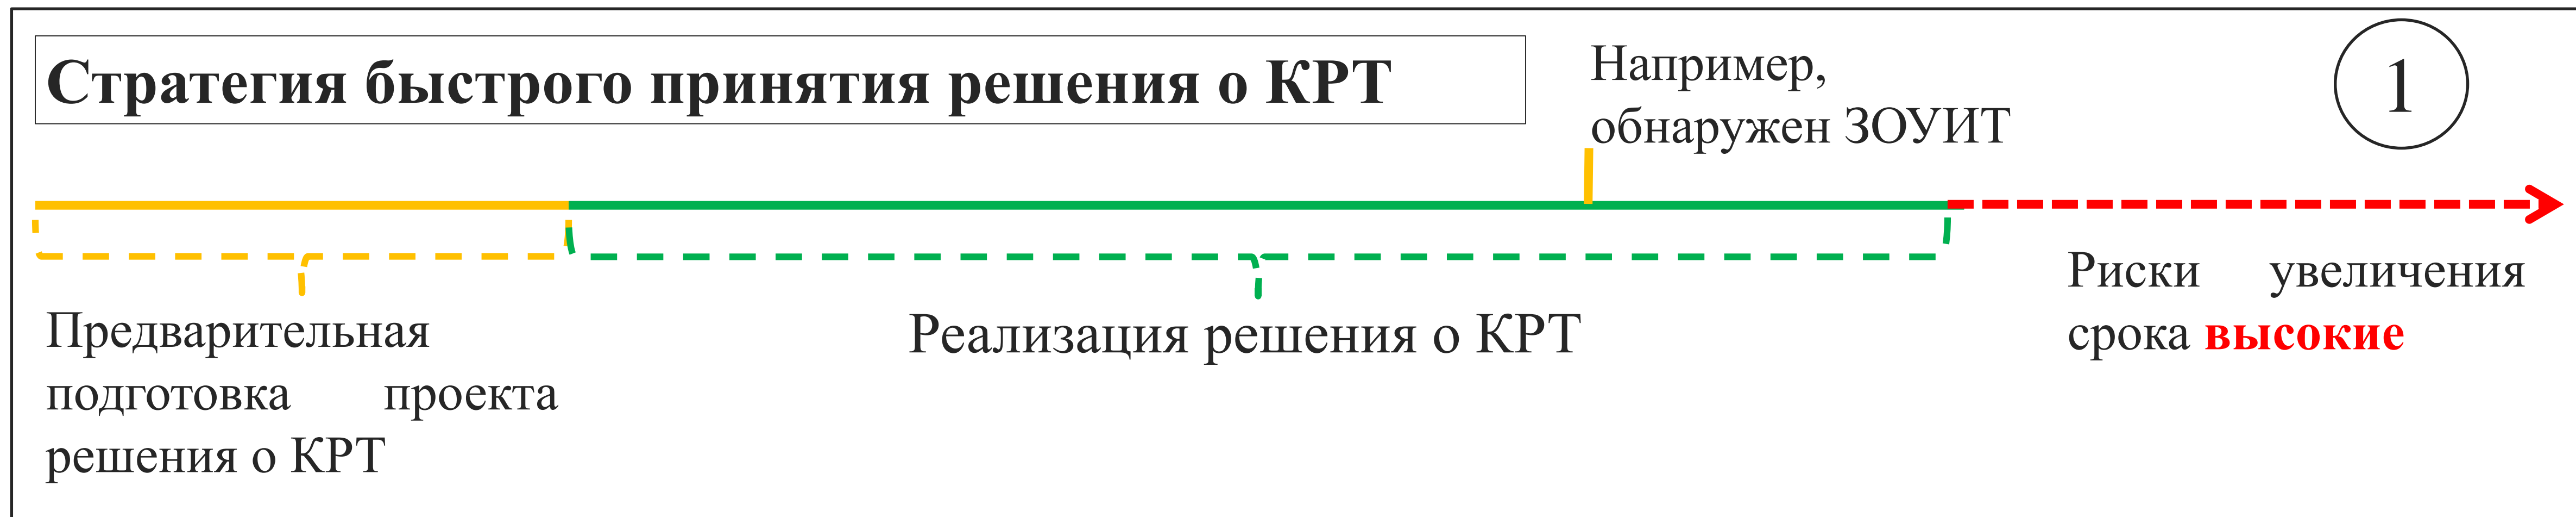 Стратегия быстрого принятия решения о КРТ
Например,
обнаружен ЗОУИТ
1
Предварительная
подготовка проекта
решения о КРТ
Реализация решения о КРТ
Риски увеличения
срока высокие